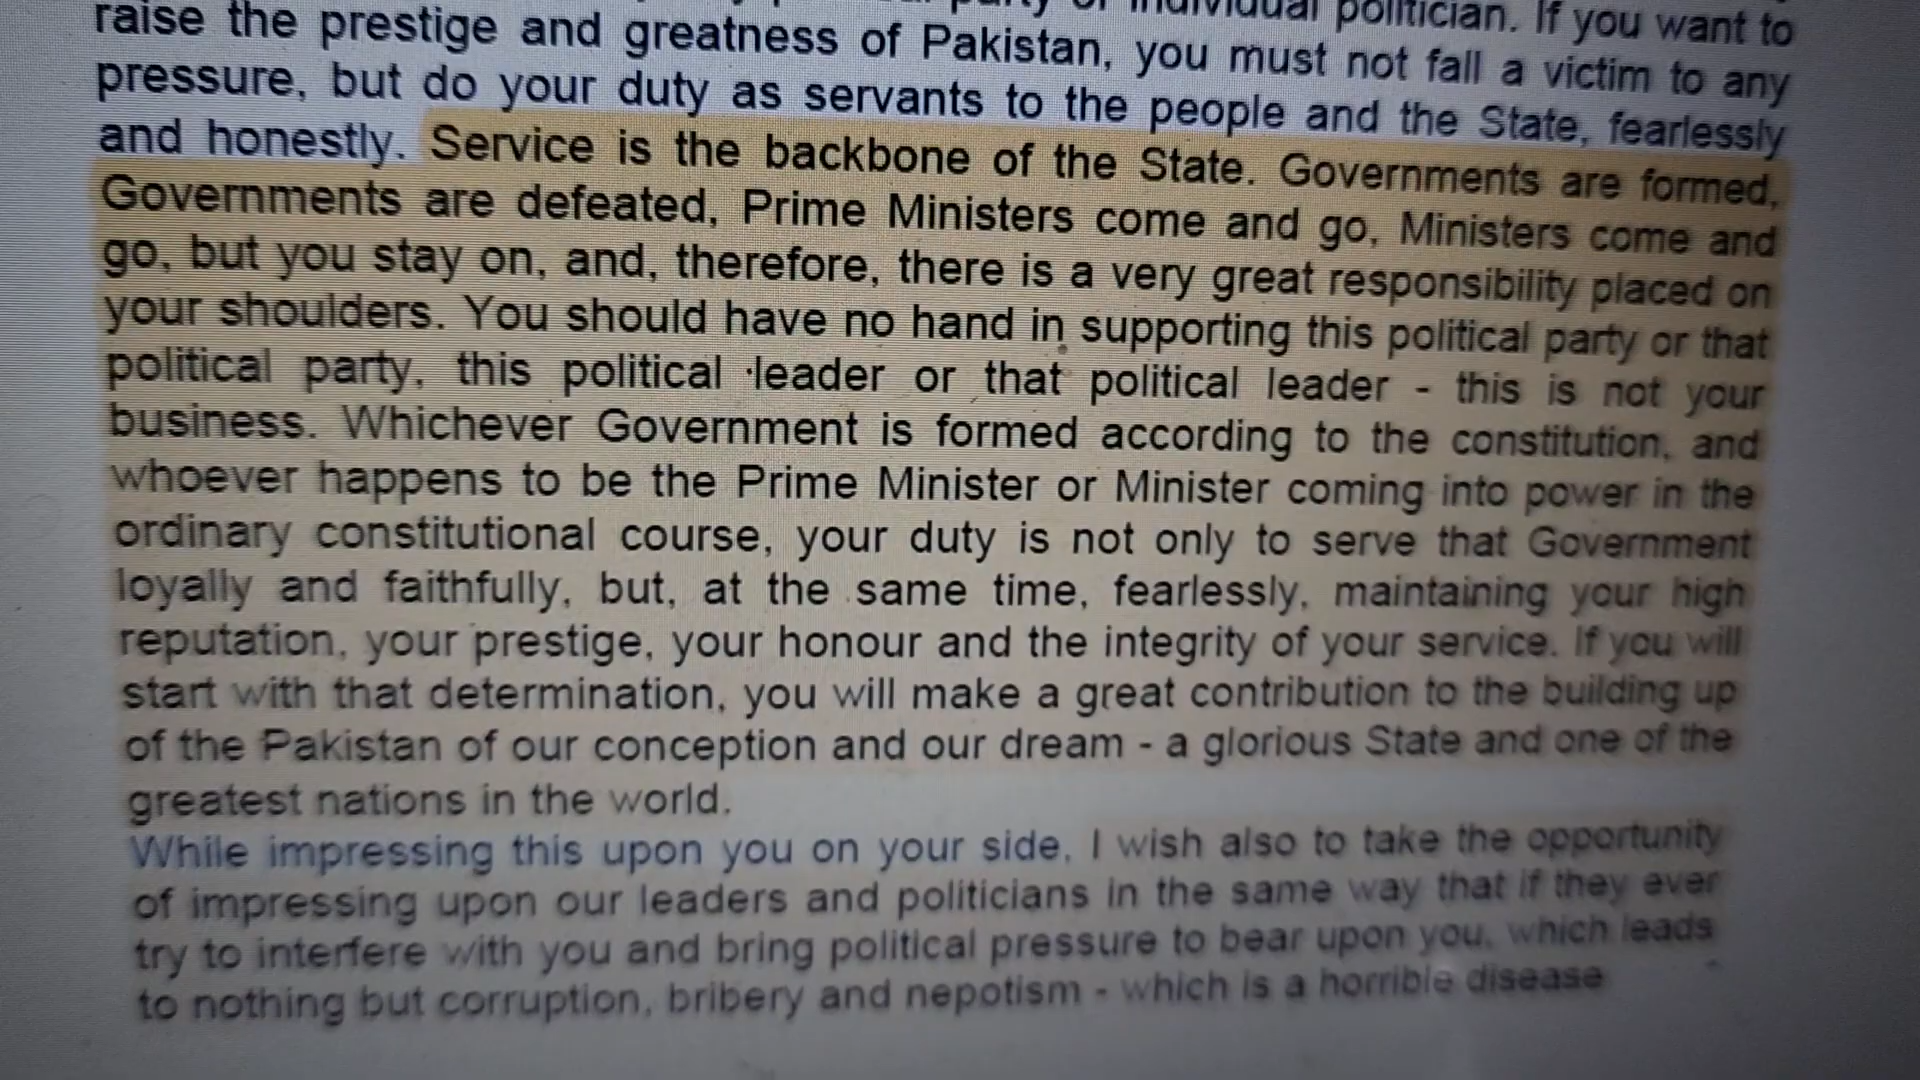 party or individual politician. If you want to
raise the prestige and greatness of Pakistan, you must not fall a victim to any
pressure, but do your duty as servants to the people and the State, fearlessly
and honestly. Service is the backbone of the State. Governments are formed,
Governments are defeated, Prime Ministers come and go, Ministers come and
go, but you stay on, and, therefore, there is a very great responsibility placed on
your shoulders. You should have no hand in supporting this political party or that
political party, this political leader or that political leader - this is not your
business. Whichever Government is formed according to the constitution, and
whoever happens to be the Prime Minister or Minister coming into power in the
ordinary constitutional course, your duty is not only to serve that Government
loyally and faithfully, but, at the same time, fearlessly, maintaining your high
reputation, your prestige, your honour and the integrity of your service. If you will
start with that determination, you will make a great contribution to the building up
of the Pakistan of our conception and our dream - a glorious State and one of the
greatest nations in the world.
While impressing this upon you on your side, I wish also to take the opportunity
of impressing upon our leaders and politicians in the same way that if they ever
try to interfere with you and bring political pressure to bear upon you, which leads
to nothing but corruption, bribery and nepotism - which is a horrible disease